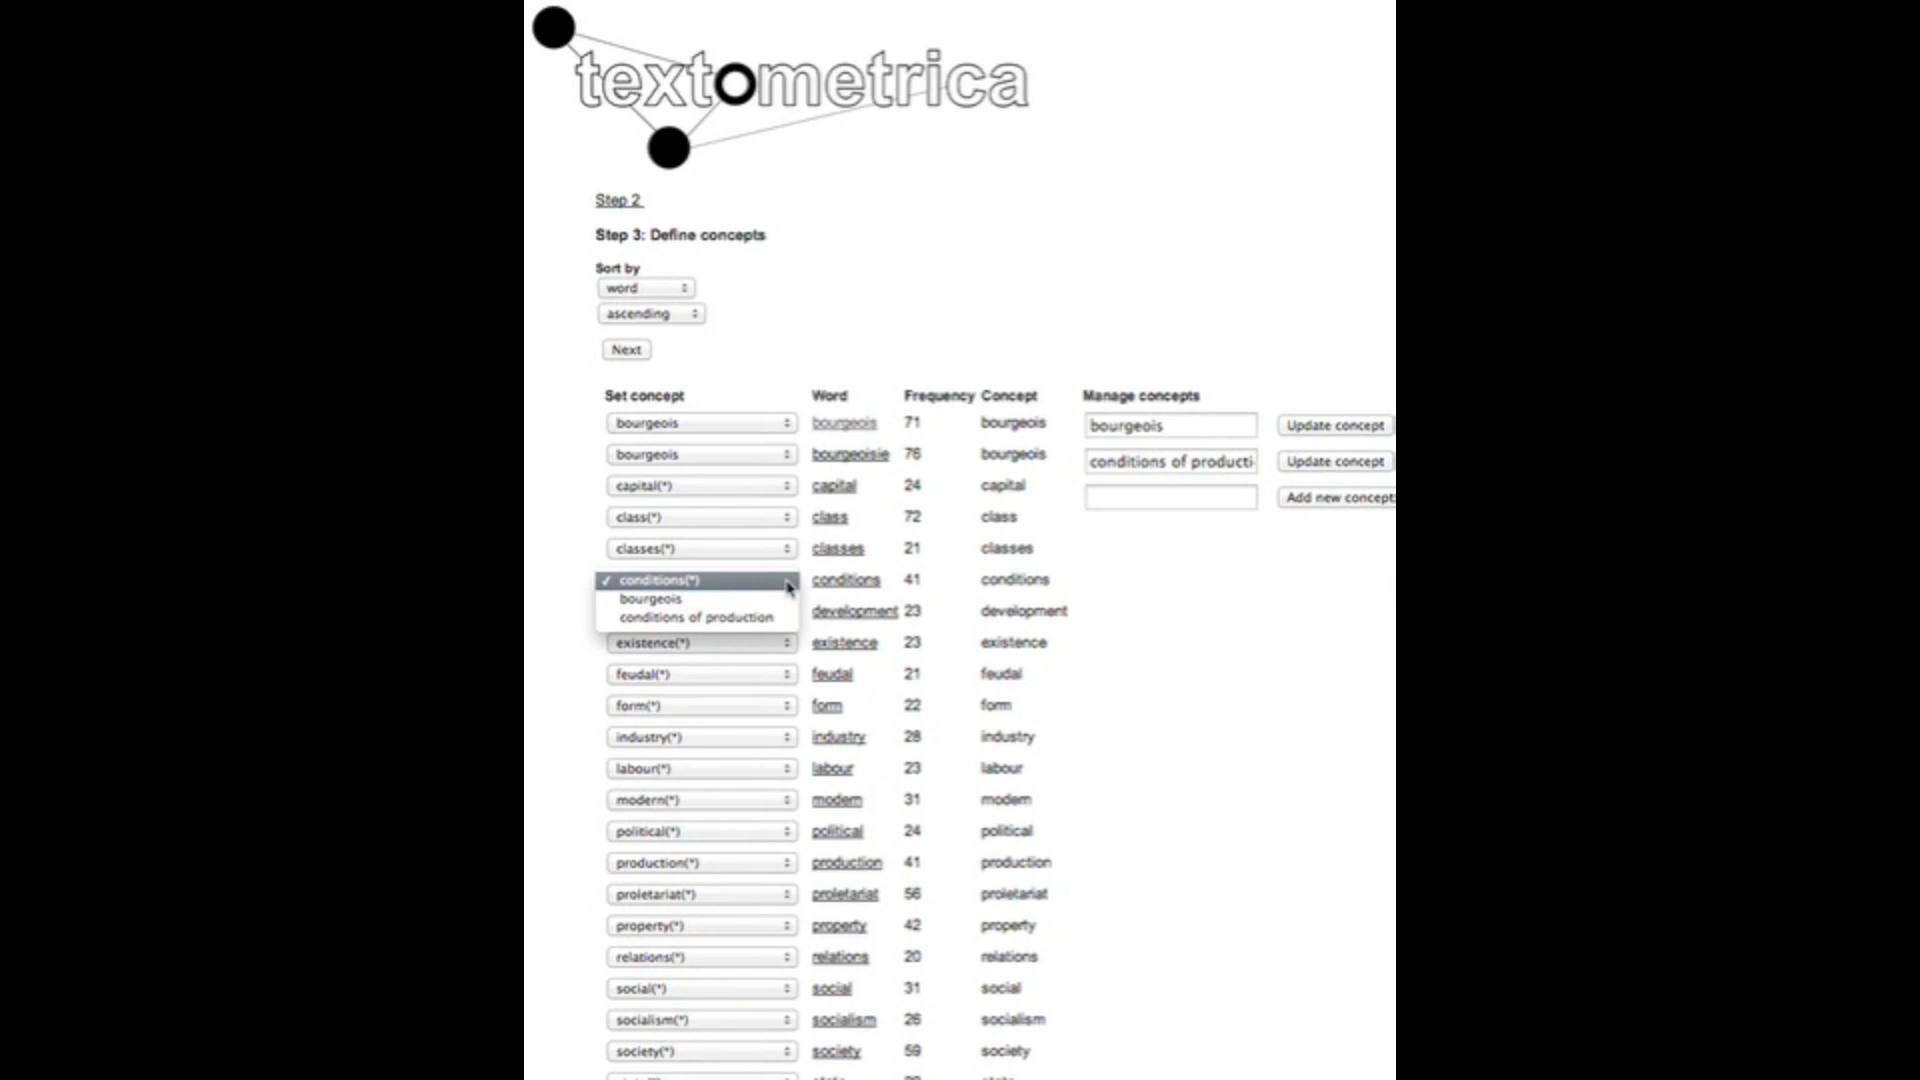 textometrica
Step 2
Step 3: Define concepts
Sort by
word
ascending
Next
Set concept Word Frequency Concept Manage concepts
bourgeois bourgeois 71 bourgeois bourgeois Update concept
bourgeois bourgeoisie 76 bourgeois conditions of producti Update concept
capital(*) capital 24 capital Add new concept
class(*) class 72 class
classes(*) classes 21 classes
✓ conditions(*) conditions 41 conditions
bourgeois
development 23 development
conditions of production
existence(*) existence 23 existence
feudal(*) feudal 21 feudal
form(*) form 22 form
industry(*) industry 28 industry
labour(*) labour 23 labour
modern(*) modern 31 modern
political(*) political 24 political
production(*) production 41 production
proletariat(*) proletariat 56 proletariat
property(*) property 42 property
relations(*) relations 20 relations
social(*) social 31 social
socialism(*) socialism 26 socialism
society(*) society 59 society